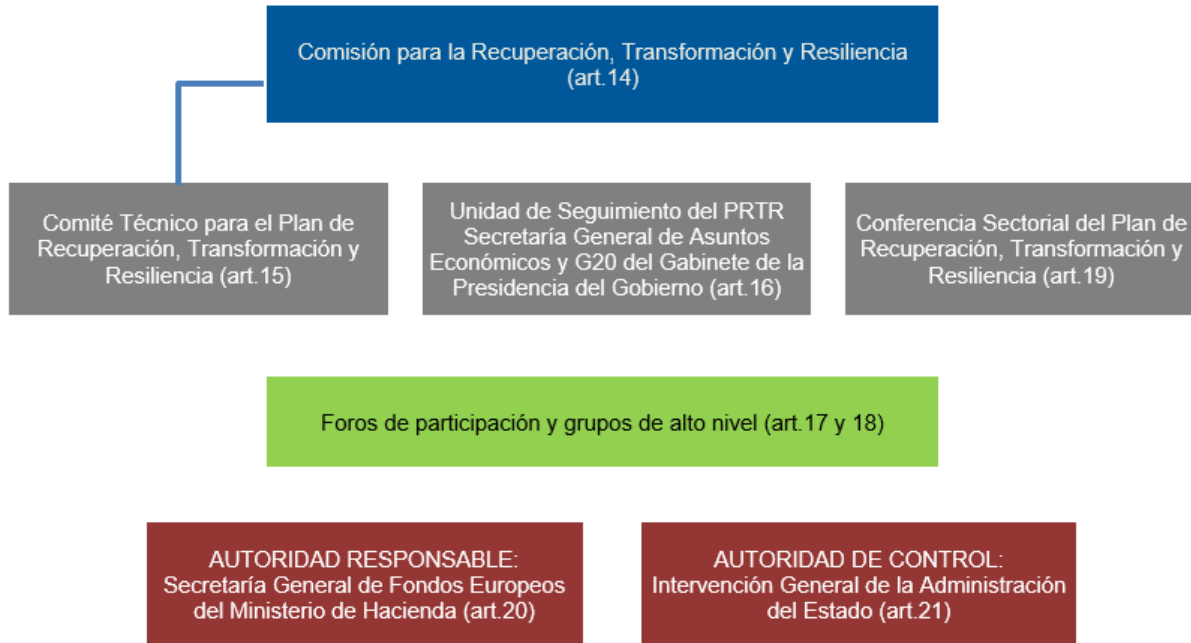 Comisión para la Recuperación, Transformación y Resiliencia
(art.14)
Comité Técnico para el Plan de
Recuperación, Transformación y
Resiliencia (art.15)
Unidad de Seguimiento del PRTR
Secretaría General de Asuntos
Económicos y G20 del Gabinete de la
Presidencia del Gobierno (art.16)
Conferencia Sectorial del Plan de
Recuperación, Transformación y
Resiliencia (art.19)
Foros de participación y grupos de alto nivel (art.17 y 18)
AUTORIDAD RESPONSABLE:
Secretaría General de Fondos Europeos
del Ministerio de Hacienda (art.20)
AUTORIDAD DE CONTROL:
Intervención General de la Administración
del Estado (art.21)